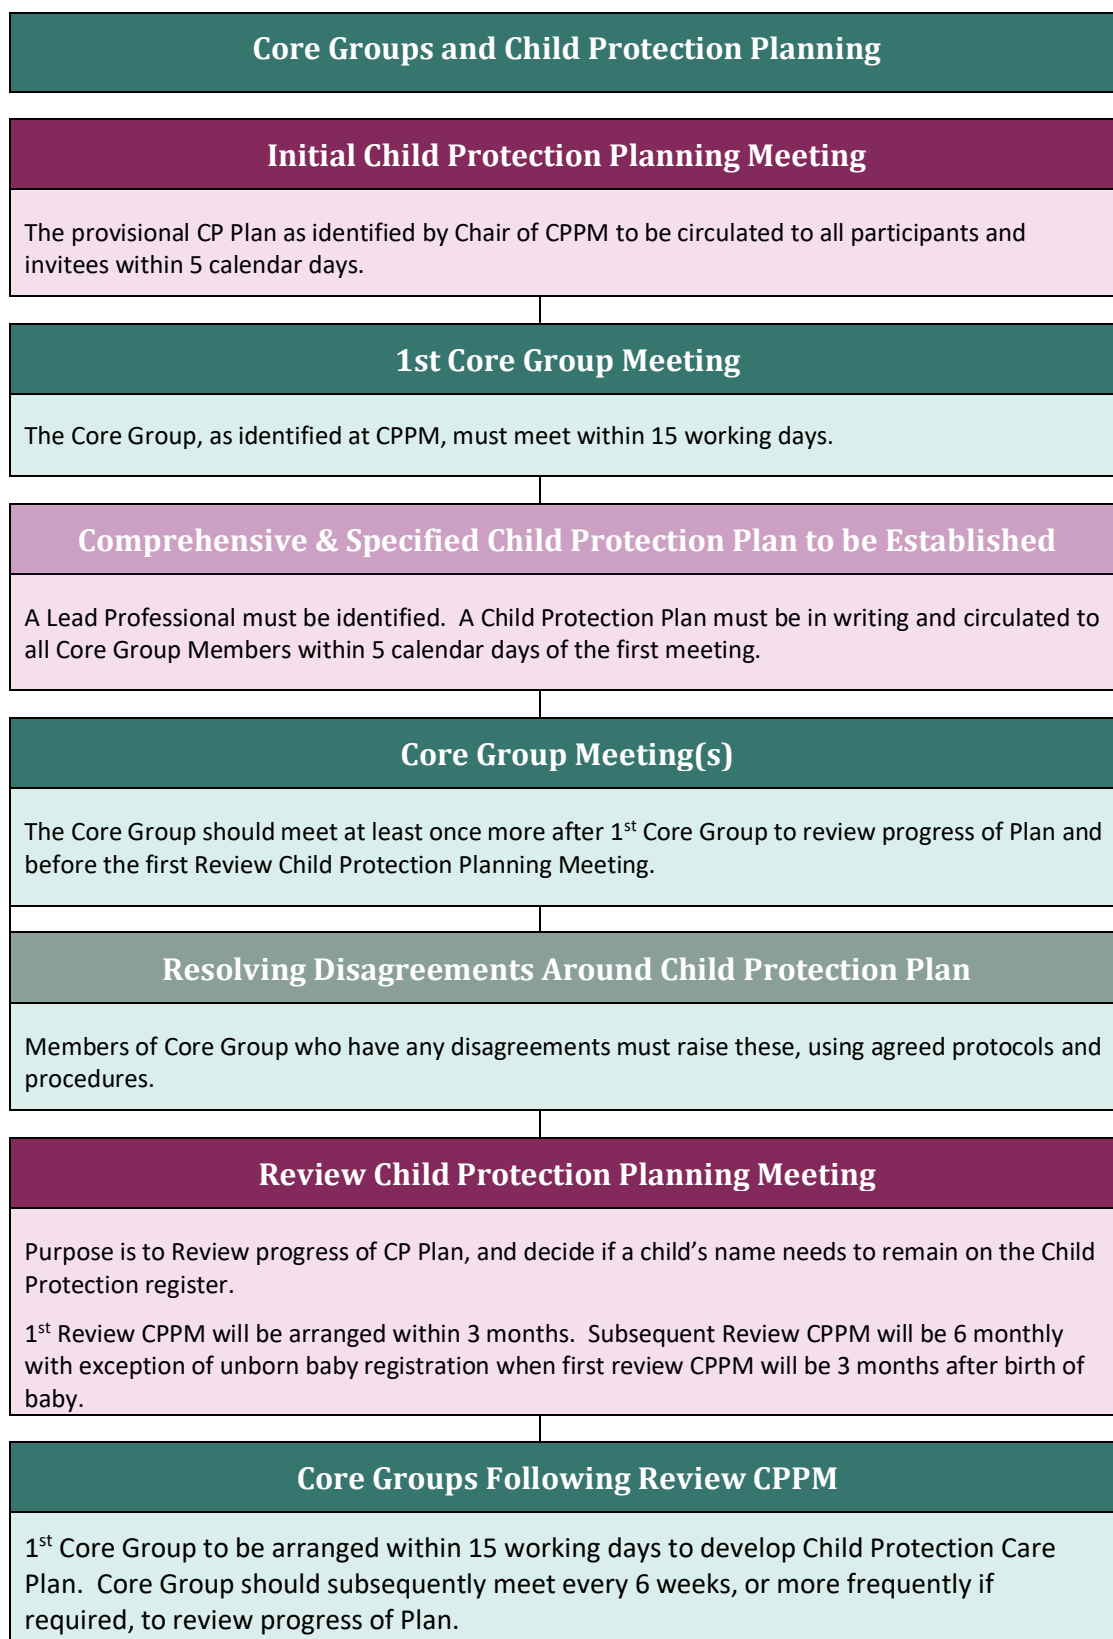 Core Groups and Child Protection Planning
Initial Child Protection Planning Meeting
The provisional CP Plan as identified by Chair of CPPM to be circulated to all participants and
invitees within 5 calendar days.
1st Core Group Meeting
The Core Group, as identified at CPPM, must meet within 15 working days.
Comprehensive & Specified Child Protection Plan to be Established
A Lead Professional must be identified.  A Child Protection Plan must be in writing and circulated to
all Core Group Members within 5 calendar days of the first meeting.
Core Group Meeting(s)
The Core Group should meet at least once more after 1st Core Group to review progress of Plan and
before the first Review Child Protection Planning Meeting.
Resolving Disagreements Around Child Protection Plan
Members of Core Group who have any disagreements must raise these, using agreed protocols and
procedures.
Review Child Protection Planning Meeting
Purpose is to Review progress of CP Plan, and decide if a child’s name needs to remain on the Child
Protection register.
1st Review CPPM will be arranged within 3 months.  Subsequent Review CPPM will be 6 monthly
with exception of unborn baby registration when first review CPPM will be 3 months after birth of
baby.
Core Groups Following Review CPPM
1st Core Group to be arranged within 15 working days to develop Child Protection Care
Plan.  Core Group should subsequently meet every 6 weeks, or more frequently if
required, to review progress of Plan.